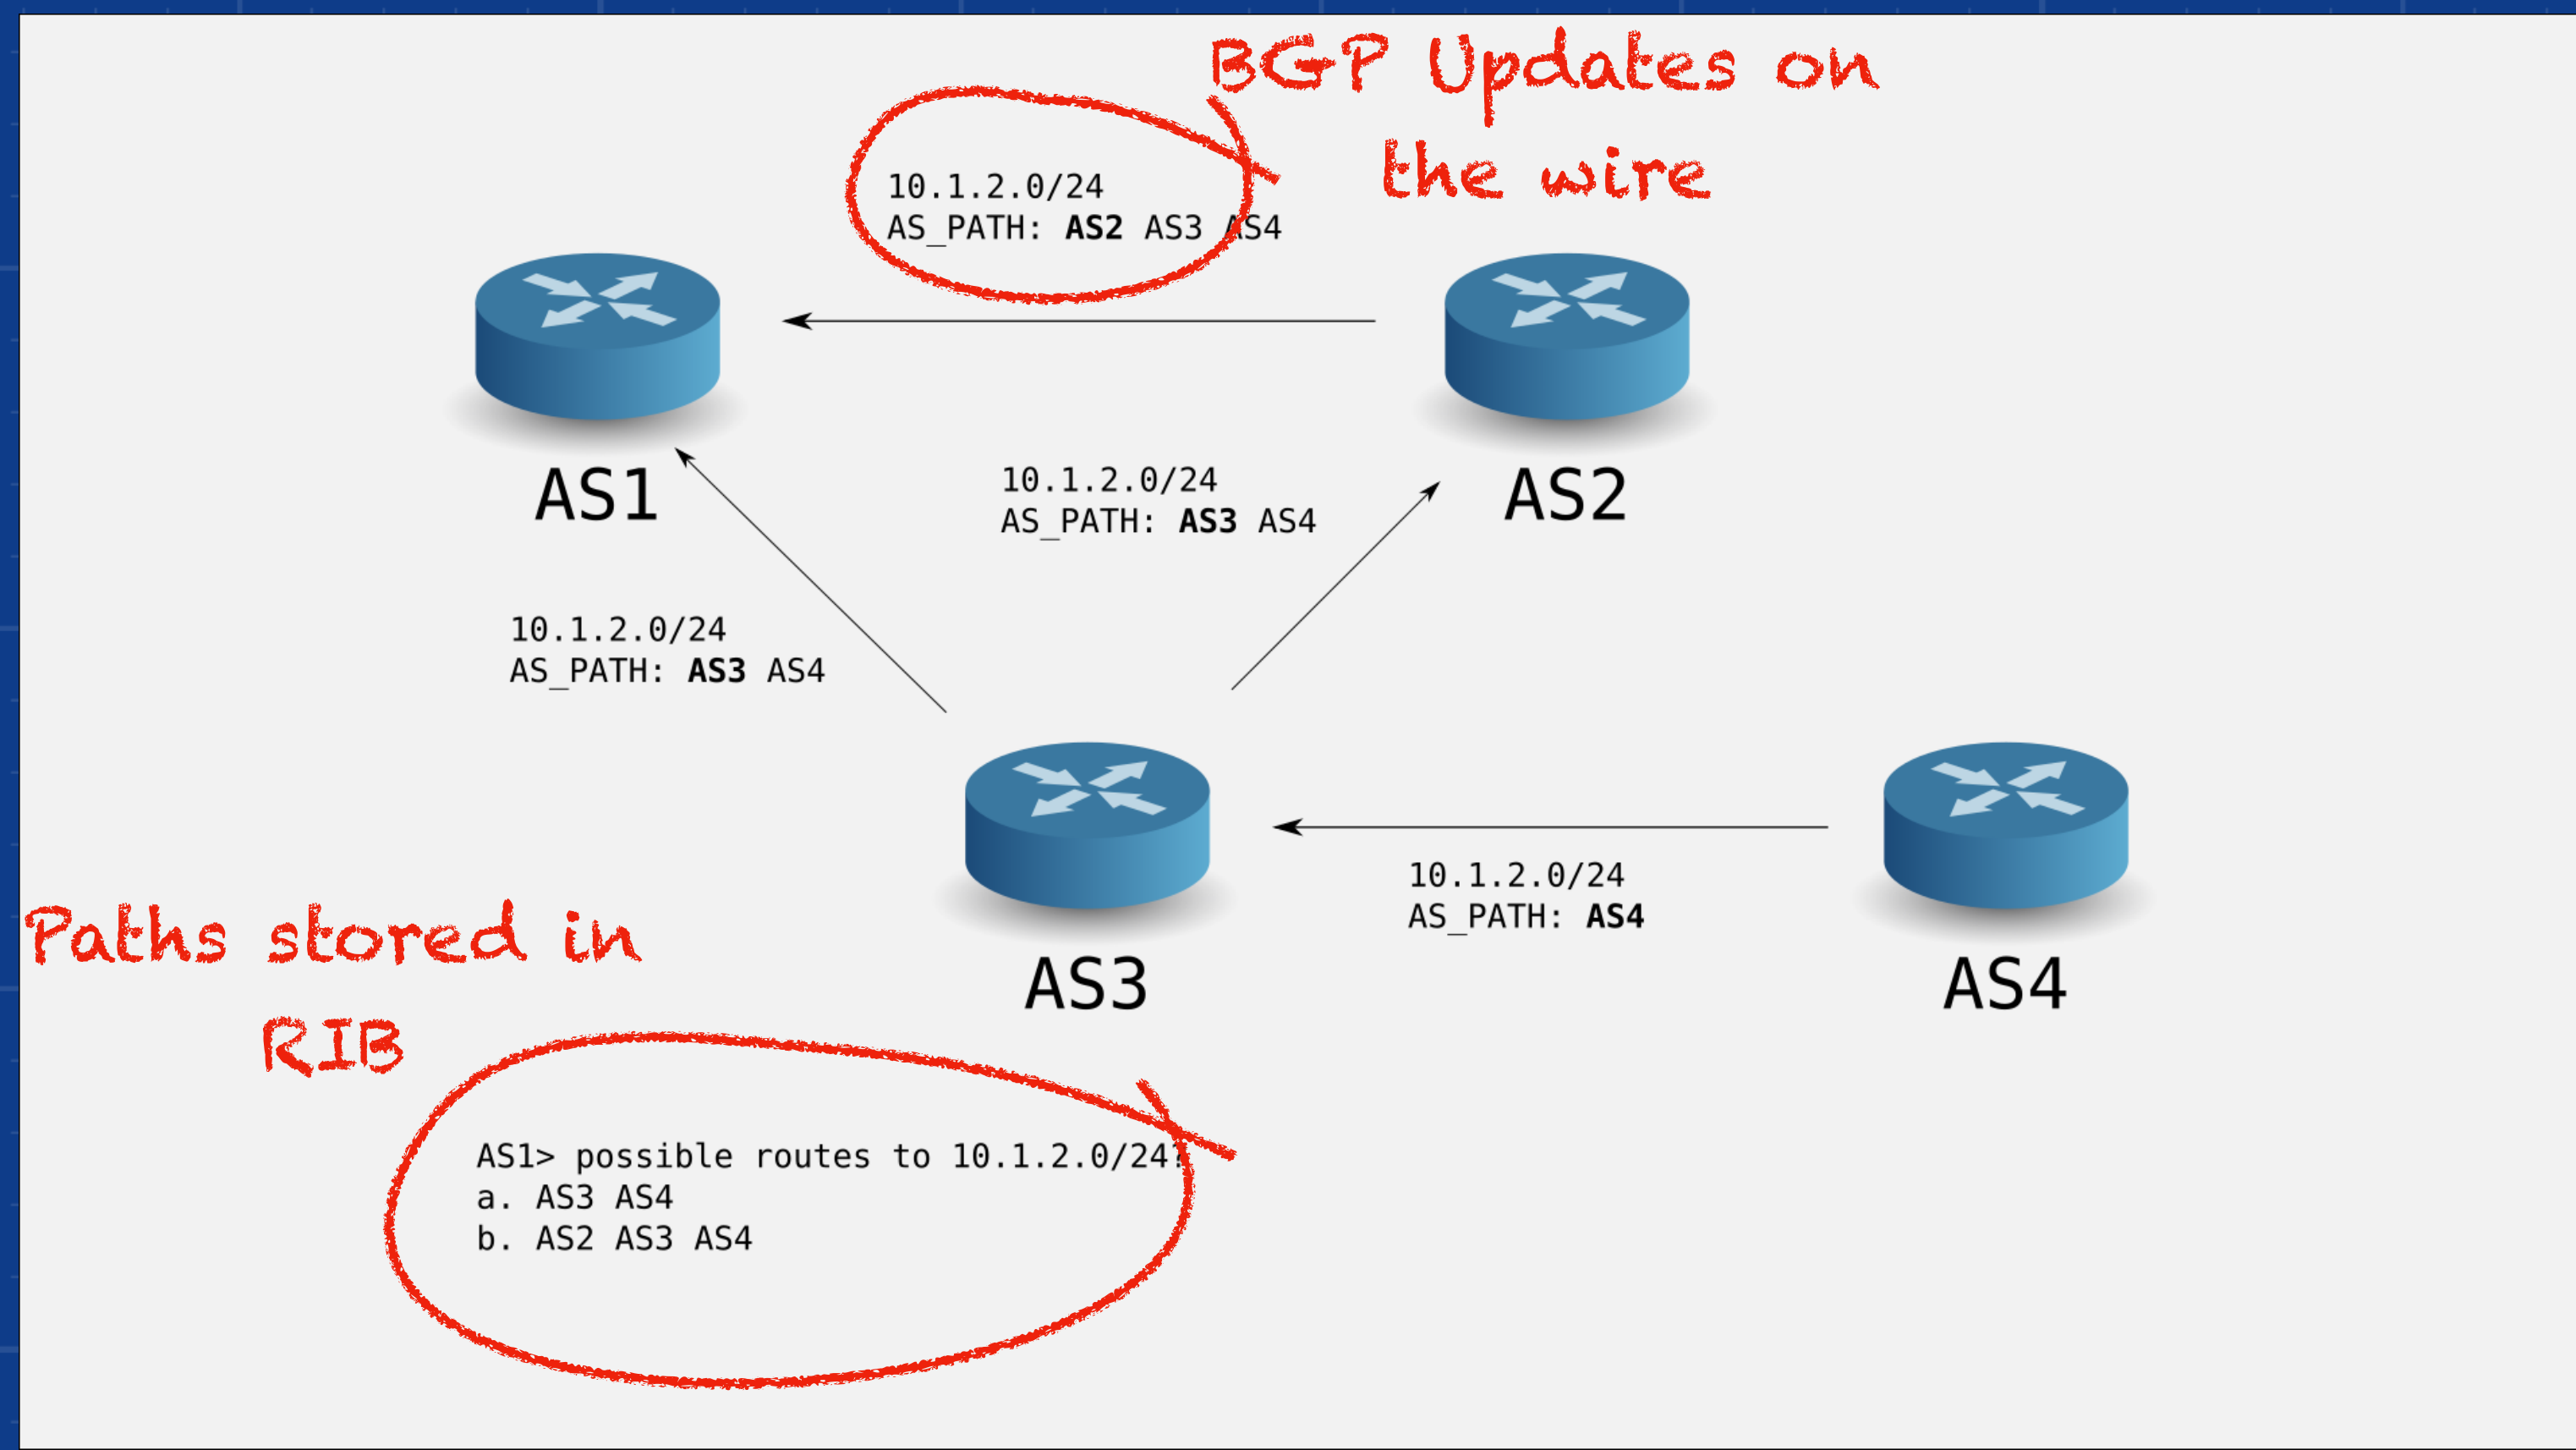 BGP Updates on
the wire
10.1.2.0/24
AS_PATH: AS2 AS3 AS4
AS1
AS2
10.1.2.0/24
AS_PATH: AS3 AS4
10.1.2.0/24
AS_PATH: AS3 AS4
10.1.2.0/24
AS_PATH: AS4
AS3
AS4
Paths stored in
RIB
AS1> possible routes to 10.1.2.0/24?
a. AS3 AS4
b. AS2 AS3 AS4